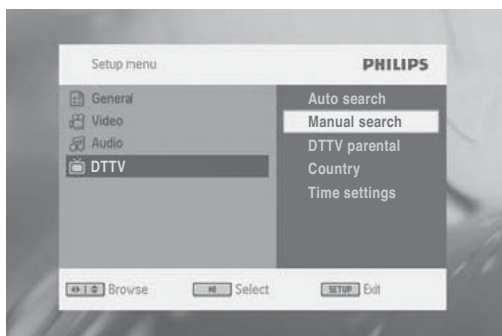 Setup menu
PHILIPS
General
Video
Audio
DTTV
Auto search
Manual search
DTTV parental
Country
Time settings
Browse
Select
SETUP Exit